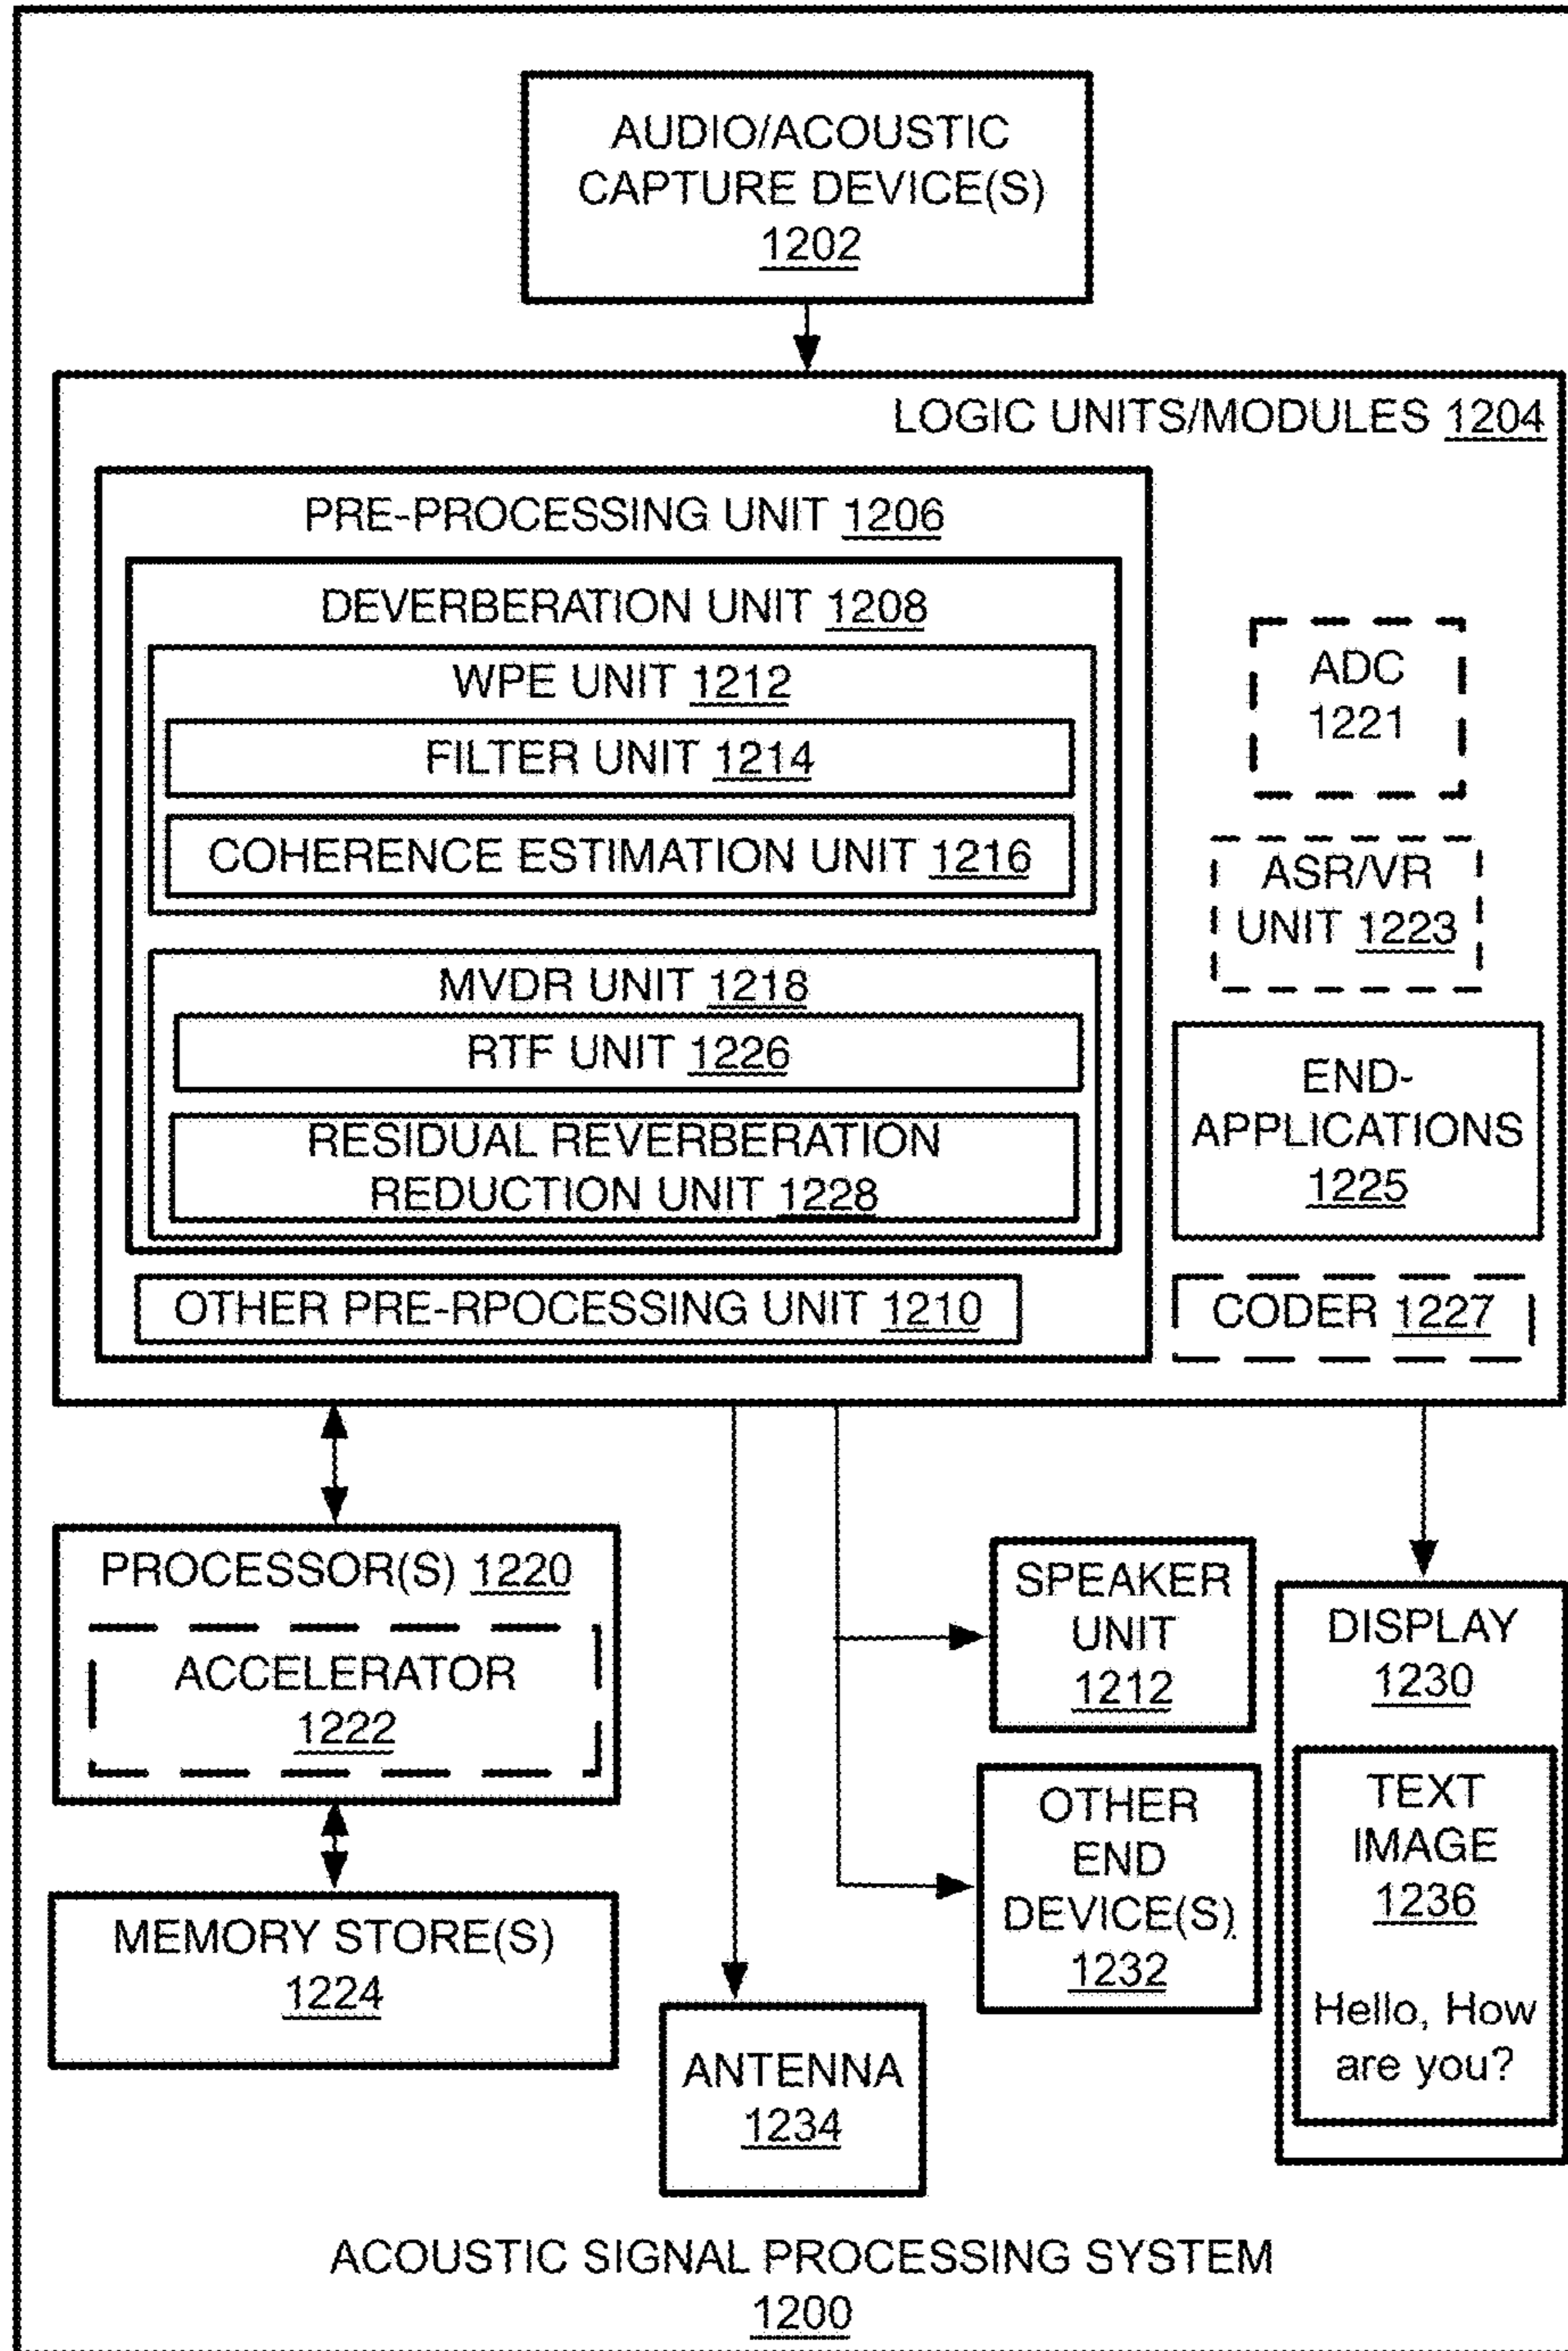 AUDIO/ACOUSTIC
CAPTURE DEVICE(S)
1202
LOGIC UNITS/MODULES 1204
PRE-PROCESSING UNIT 1206
DEVERBERATION UNIT 1208
WPE UNIT 1212
FILTER UNIT 1214
COHERENCE ESTIMATION UNIT 1216
MVDR UNIT 1218
RTF UNIT 1226
RESIDUAL REVERBERATION
REDUCTION UNIT 1228
OTHER PRE-RPOCESSING UNIT 1210
ADC
1221
ASR/VR
UNIT 1223
END-
APPLICATIONS
1225
CODER 1227
PROCESSOR(S) 1220
ACCELERATOR
1222
MEMORY STORE(S)
1224
ANTENNA
1234
SPEAKER
UNIT
1212
OTHER
END
DEVICE(S)
1232
DISPLAY
1230
TEXT
IMAGE
1236
Hello, How
are you?
ACOUSTIC SIGNAL PROCESSING SYSTEM
1200